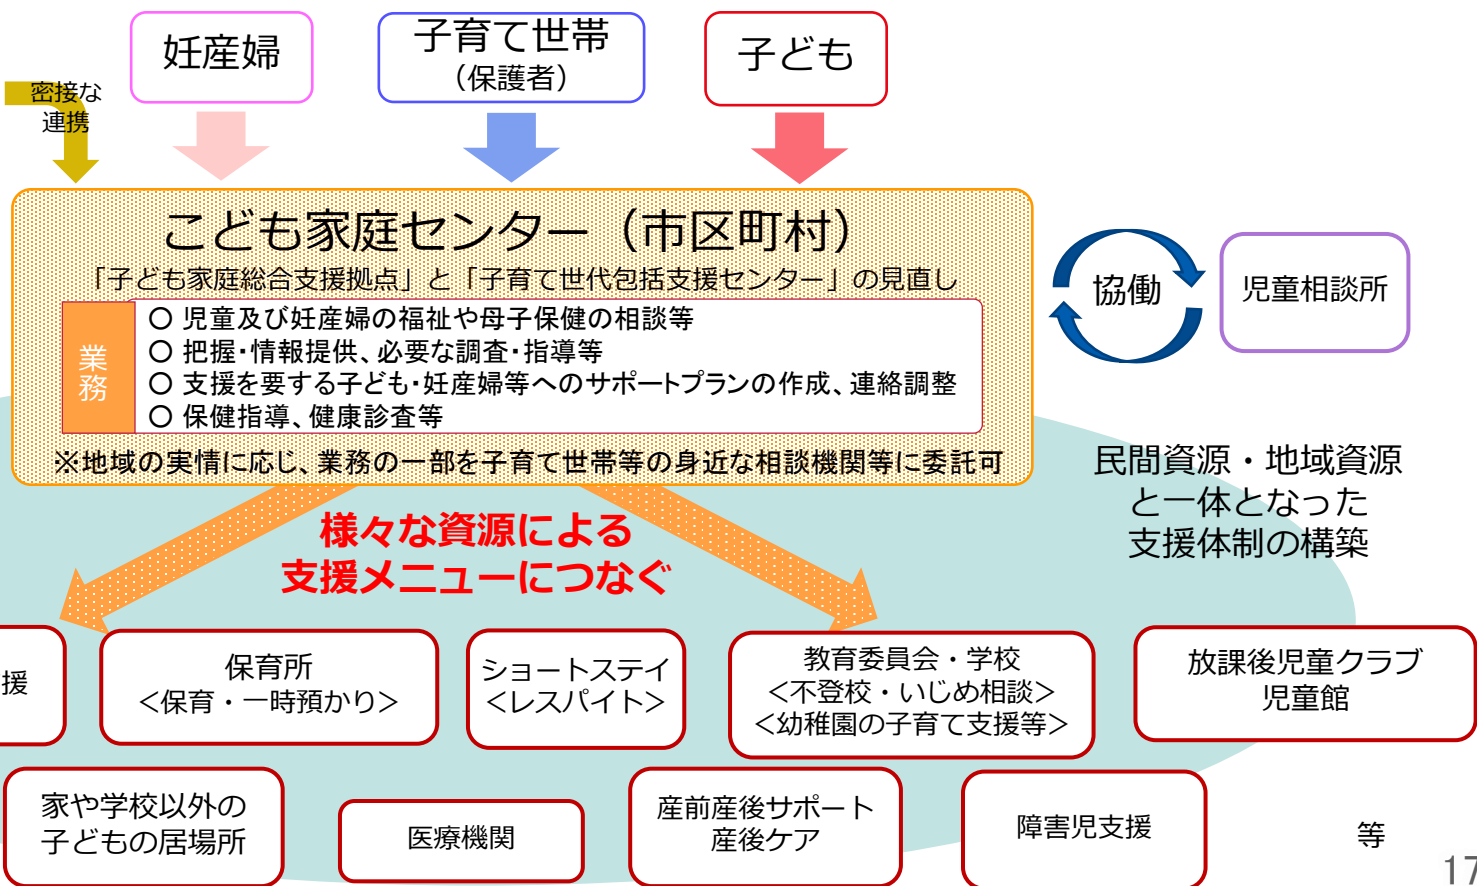 妊産婦
子育て世帯
（保護者）
子ども
密接な
連携
こども家庭センター（市区町村）
「子ども家庭総合支援拠点」と「子育て世代包括支援センター」の見直し
業務
〇 児童及び妊産婦の福祉や母子保健の相談等
〇 把握・情報提供、必要な調査・指導等
〇 支援を要する子ども・妊産婦等へのサポートプランの作成、連絡調整
〇 保健指導、健康診査等
※地域の実情に応じ、業務の一部を子育て世帯等の身近な相談機関等に委託可
協働
児童相談所
民間資源・地域資源
と一体となった
支援体制の構築
様々な資源による
支援メニューにつなぐ
援
保育所
＜保育・一時預かり＞
ショートステイ
＜レスパイト＞
教育委員会・学校
＜不登校・いじめ相談＞
＜幼稚園の子育て支援等＞
放課後児童クラブ
児童館
家や学校以外の
子どもの居場所
医療機関
産前産後サポート
産後ケア
障害児支援
等
17